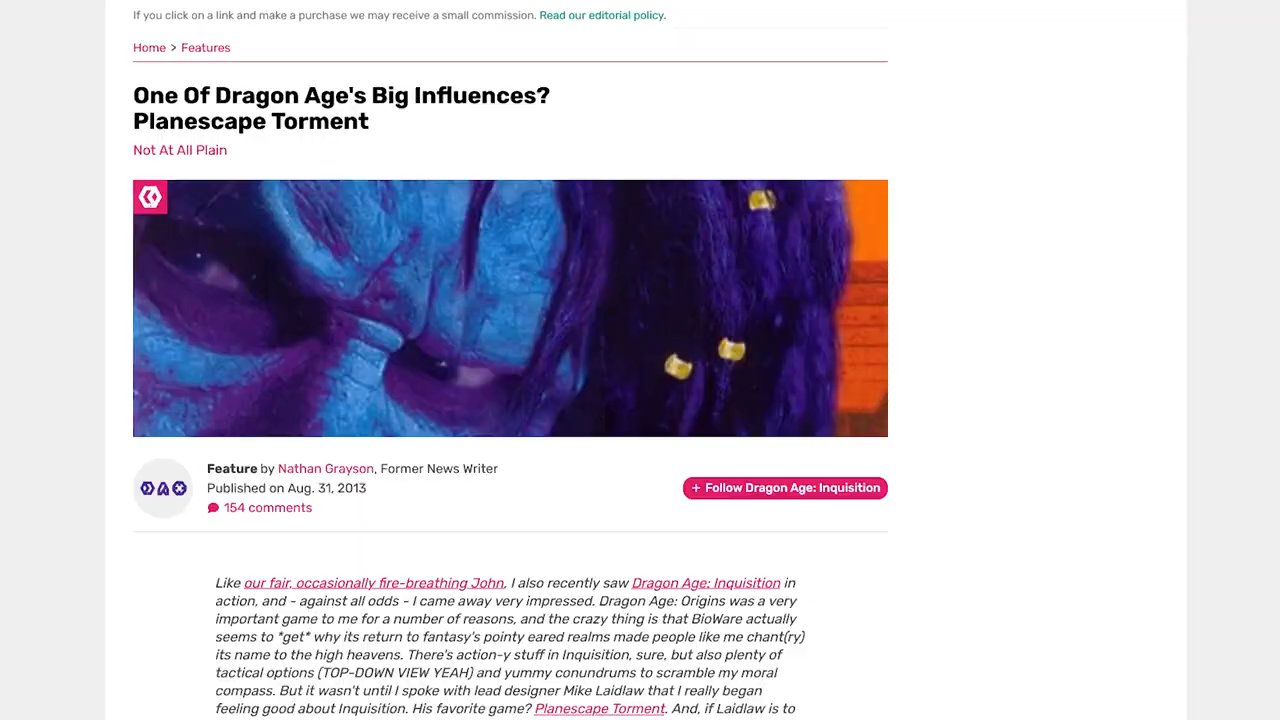 If you click on a link and make a purchase we may receive a small commission. Read our editorial policy.
Home > Features
One Of Dragon Age's Big Influences?
Planescape Torment
Not At All Plain
Feature by Nathan Grayson, Former News Writer
Published on Aug. 31, 2013
154 comments
+ Follow Dragon Age: Inquisition
Like our fair, occasionally fire-breathing John, I also recently saw Dragon Age: Inquisition in
action, and - against all odds - I came away very impressed. Dragon Age: Origins was a very
important game to me for a number of reasons, and the crazy thing is that BioWare actually
seems to *get* why its return to fantasy's pointy eared realms made people like me chant(ry)
its name to the high heavens. There's action-y stuff in Inquisition, sure, but also plenty of
tactical options (TOP-DOWN VIEW YEAH) and yummy conundrums to scramble my moral
compass. But it wasn't until I spoke with lead designer Mike Laidlaw that I really began
feeling good about Inquisition. His favorite game? Planescape Torment. And, if Laidlaw is to